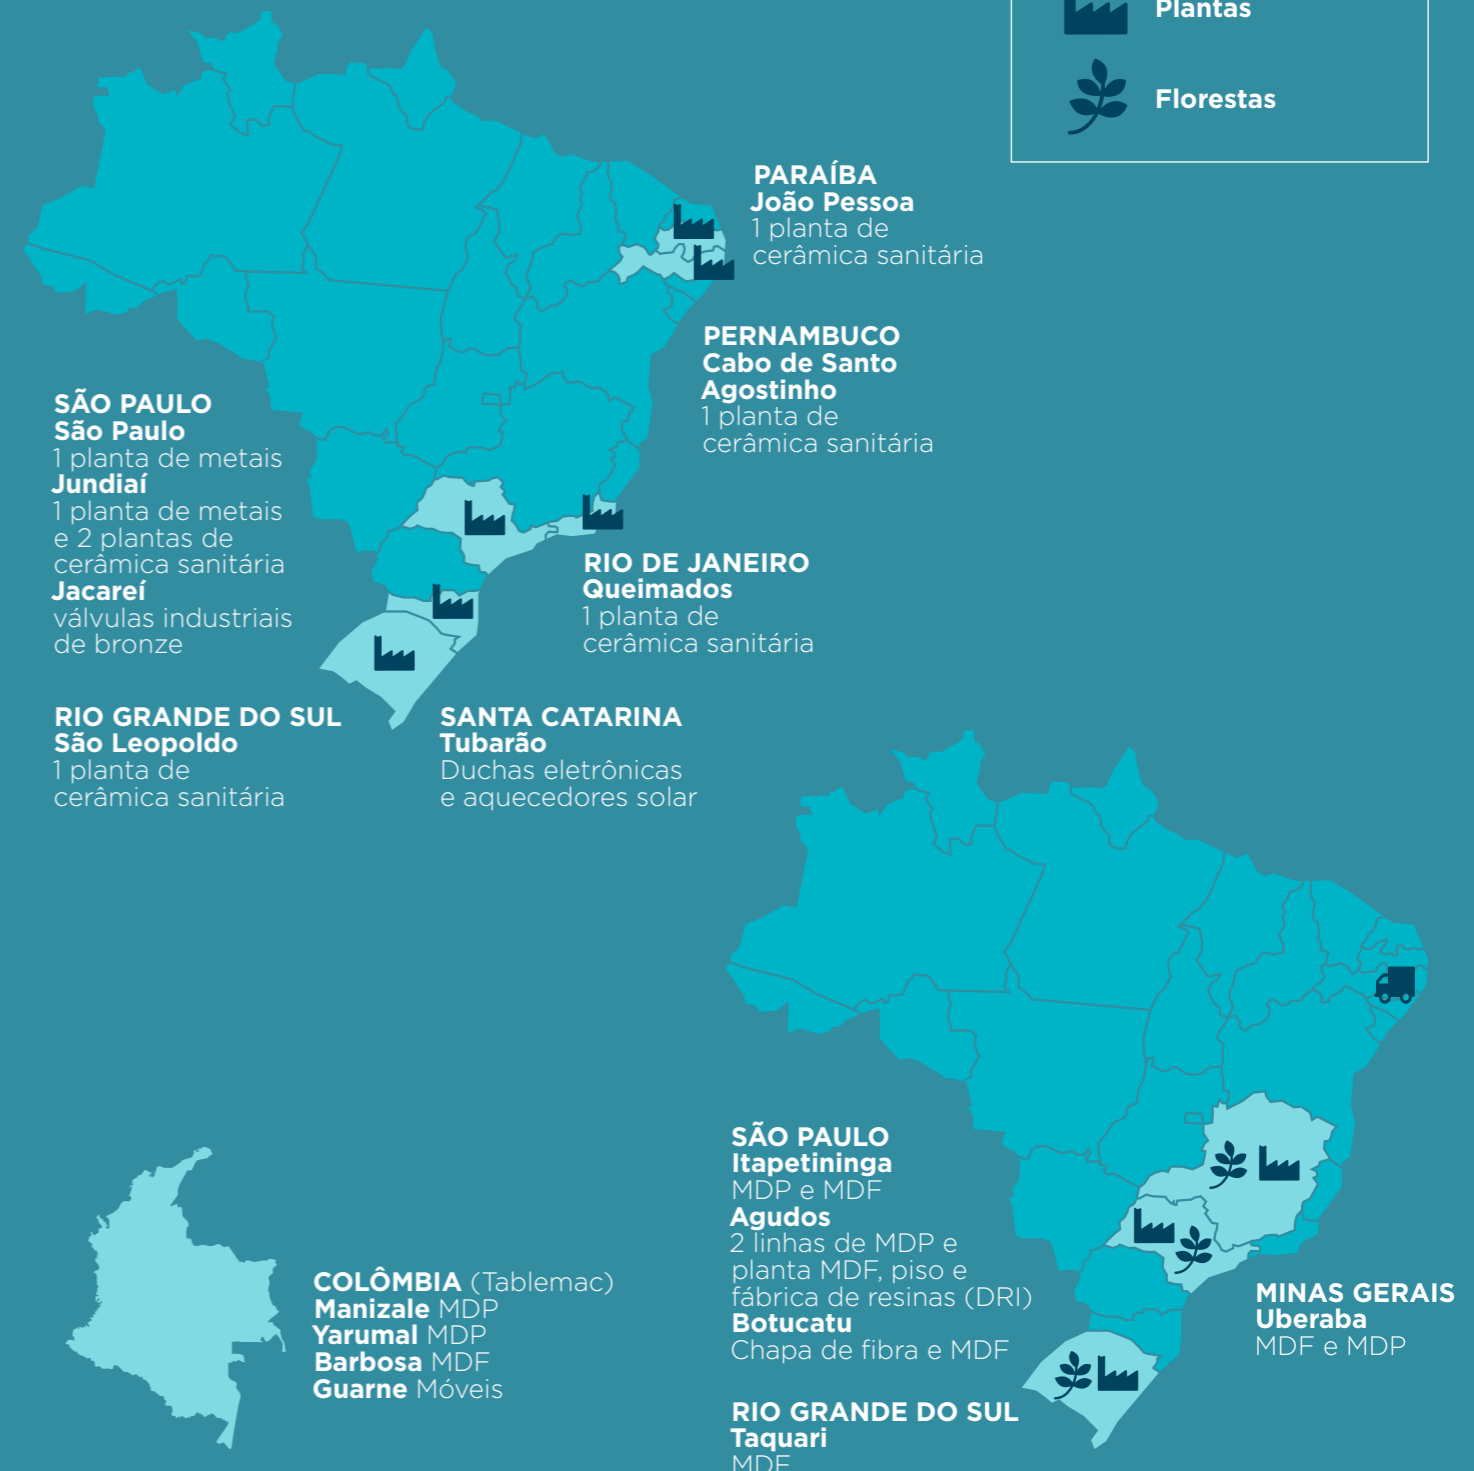 Plantas
Florestas
PARAÍBA
João Pessoa
1 planta de
cerâmica sanitária
PERNAMBUCO
Cabo de Santo
Agostinho
1 planta de
cerâmica sanitária
SÃO PAULO
São Paulo
1 planta de metais
Jundiaí
1 planta de metais
e 2 plantas de
cerâmica sanitária
Jacareí
válvulas industriais
de bronze
RIO DE JANEIRO
Queimados
1 planta de
cerâmica sanitária
RIO GRANDE DO SUL
São Leopoldo
1 planta de
cerâmica sanitária
SANTA CATARINA
Tubarão
Duchas eletrônicas
e aquecedores solar
COLÔMBIA (Tablemac)
Manizale MDP
Yarumal MDP
Barbosa MDF
Guarne Móveis
SÃO PAULO
Itapetininga
MDP e MDF
Agudos
2 linhas de MDP e
planta MDF, piso e
fábrica de resinas (DRI)
Botucatu
Chapa de fibra e MDF
MINAS GERAIS
Uberaba
MDF e MDP
RIO GRANDE DO SUL
Taquari
MDF